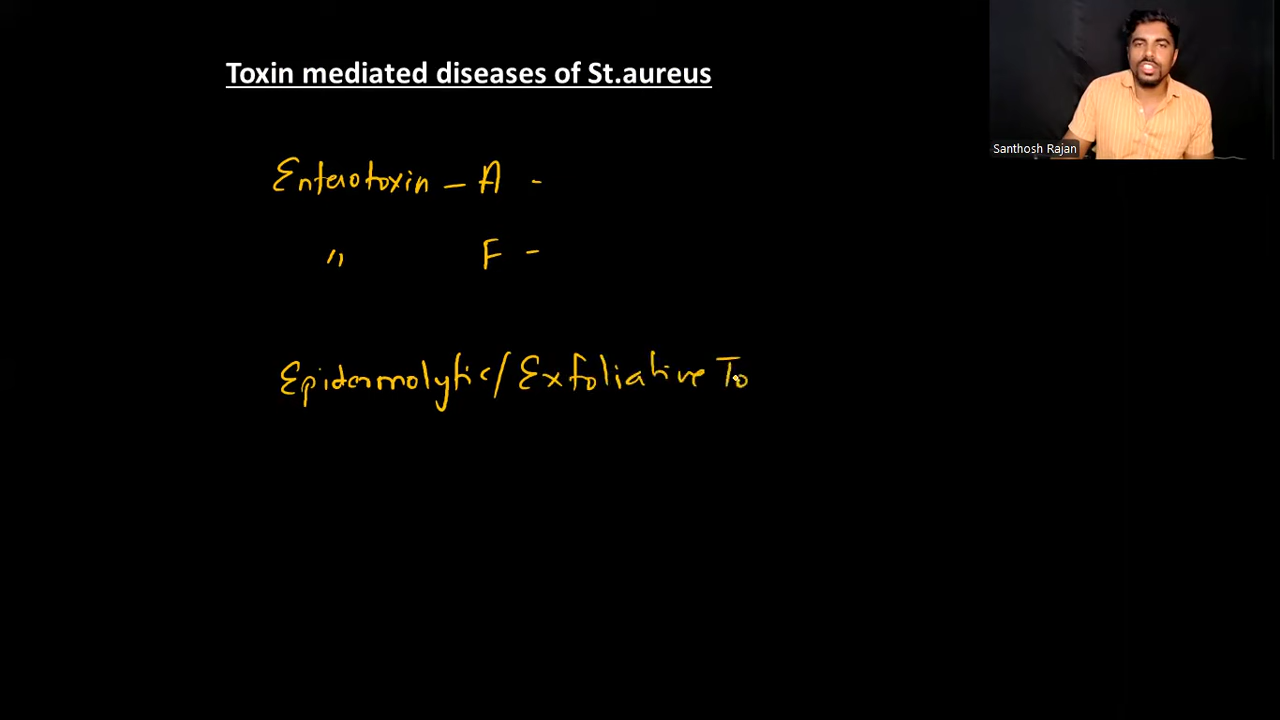 Toxin mediated diseases of St.aureus
Santhosh Rajan
Enterotoxin - A -
" F -
Epidermolytic/Exfoliative To